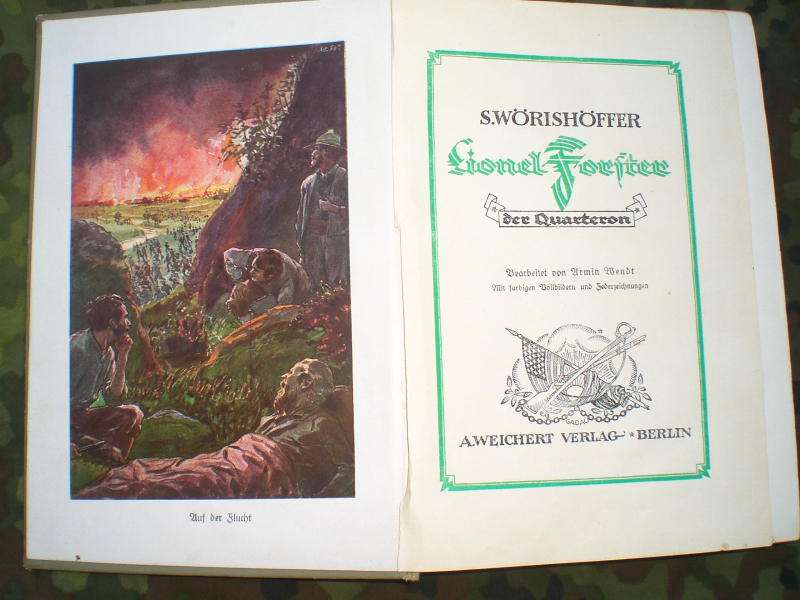 Auf der Flucht
S. WÖRISHÖFFER
Lionel Forster
der Quarteron
Bearbeitet von Armin Wendt
Mit farbigen Vollbildern und Federzeichnungen
A. WEICHERT VERLAG * BERLIN